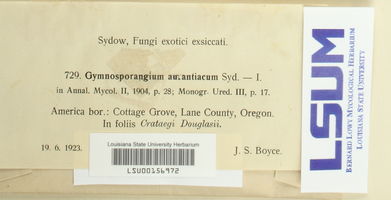 Sydow, Fungi exotici exsiccati.
729. Gymnosporangium aurantiacum Syd. — I.
in Annal. Mycol. II, 1904, p. 28; Monogr. Ured. III, p. 17.
America bor.: Cottage Grove, Lane County, Oregon.
In foliis Crataegi Douglasii.
19. 6. 1923.
J. S. Boyce.
Louisiana State University Herbarium
LSU00156972
LSUM
BERNARD LOWY MYCOLOGICAL HERBARIUM
LOUISIANA STATE UNIVERSITY